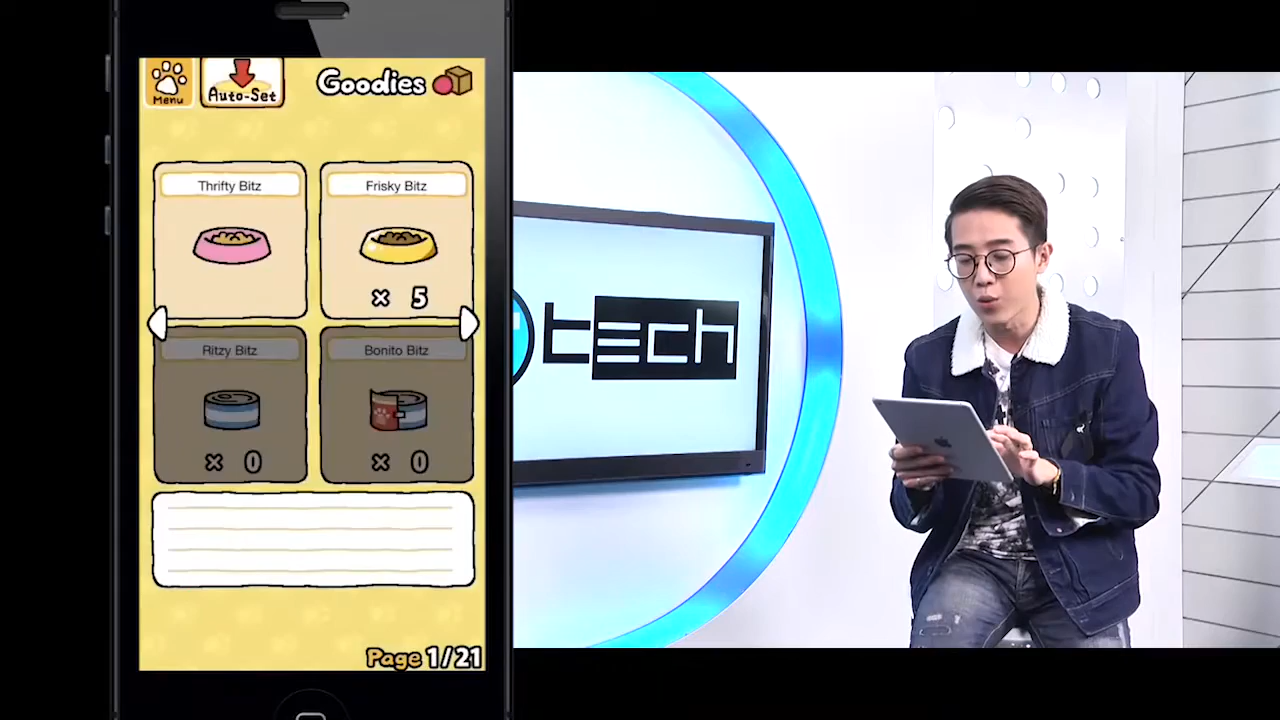 Menu
Auto-Set
Goodies
Thrifty Bitz
Frisky Bitz
× 5
Ritzy Bitz
Bonito Bitz
× 0
× 0
Page 1/21
tech